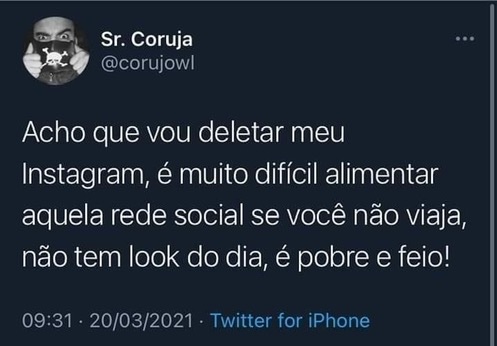 Sr. Coruja
@corujowl
Acho que vou deletar meu
Instagram, é muito difícil alimentar
aquela rede social se você não viaja,
não tem look do dia, é pobre e feio!
09:31 · 20/03/2021 · Twitter for iPhone